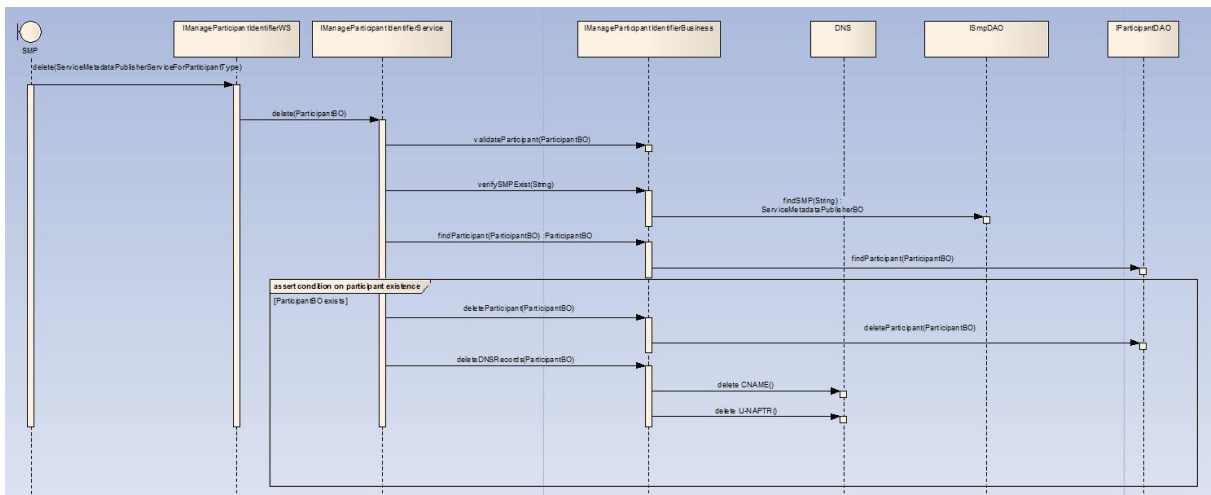 IManageParticipantIdentifierWS
IManageParticipantIdentifierService
IManageParticipantIdentifierBusiness
DNS
ISmpDAO
IParticipantDAO
SMP
delete(ServiceMetadataPublisherServiceForParticipantType)
delete(ParticipantBO)
validateParticipant(ParticipantBO)
verifySMPExist(String)
findSMP(String) :
ServiceMetadataPublisherBO
findParticipant(ParticipantBO) :ParticipantBO
findParticipant(ParticipantBO)
assert condition on participant existence
[ParticipantBO exists]
deleteParticipant(ParticipantBO)
deleteParticipant(ParticipantBO)
deleteDNSRecords(ParticipantBO)
delete CNAME()
delete U-NAPTR()